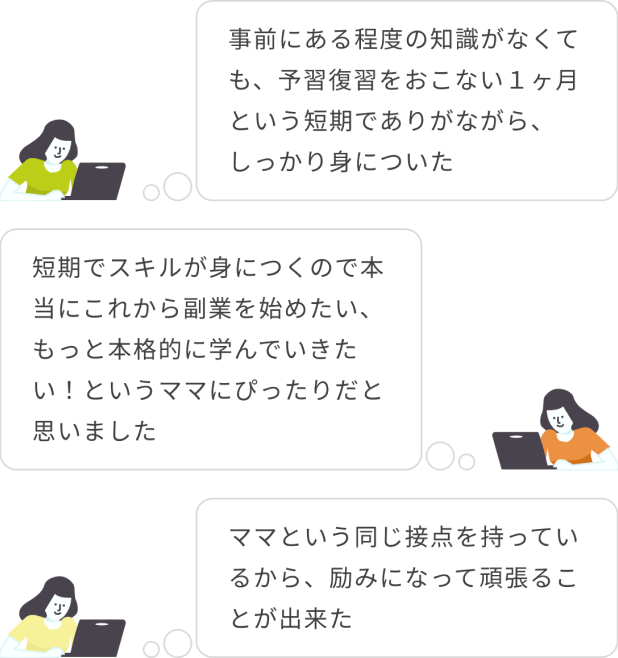 事前にある程度の知識がなくて
も、予習復習をおこない１ヶ月
という短期でありがながら、
しっかり身についた
短期でスキルが身につくので本
当にこれから副業を始めたい、
もっと本格的に学んでいきた
い！というママにぴったりだと
思いました
ママという同じ接点を持ってい
るから、励みになって頑張るこ
とが出来た